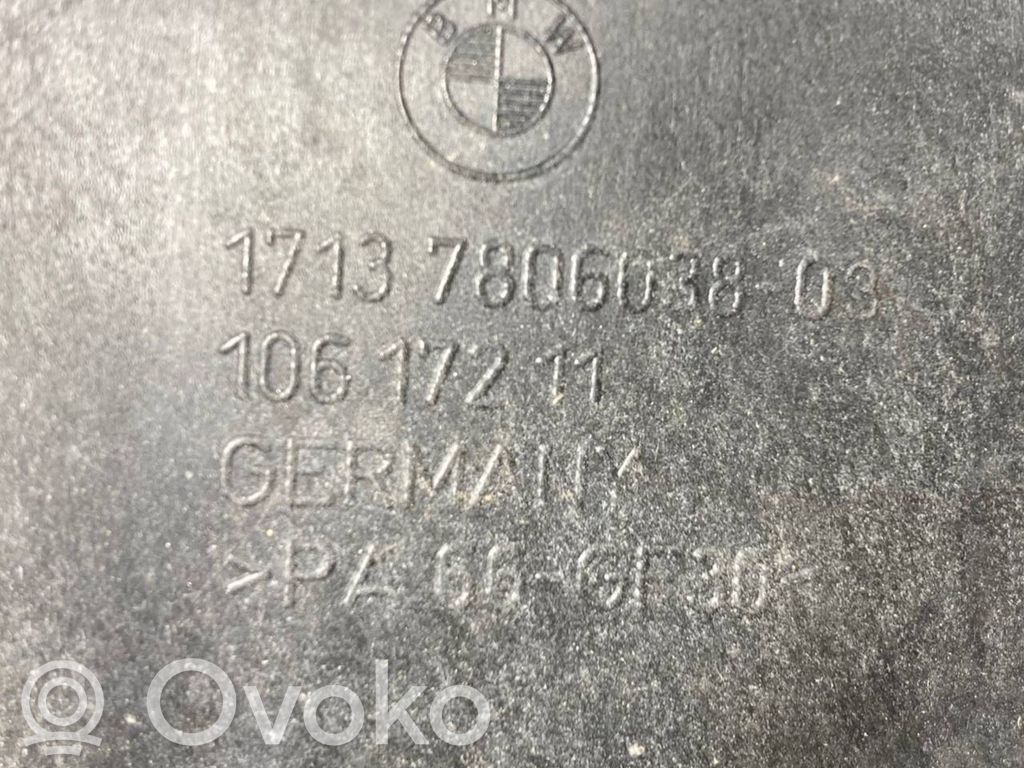 BMW
1713 7806038-03
106 172 11
GERMANY
>PA 66-GF30<
Ovoko